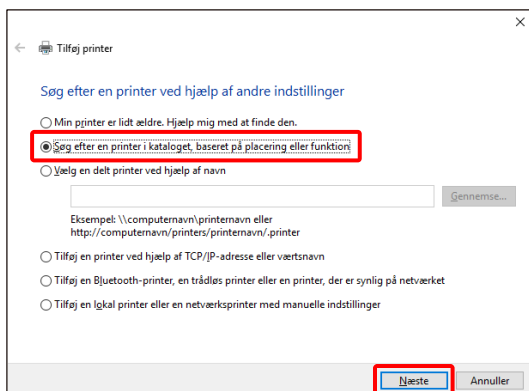 Tilføj printer
Søg efter en printer ved hjælp af andre indstillinger
Min printer er lidt ældre. Hjælp mig med at finde den.
Søg efter en printer i kataloget, baseret på placering eller funktion
Vælg en delt printer ved hjælp af navn
Gennemse...
Eksempel: \\computernavn\printernavn eller
http://computernavn/printers/printernavn/.printer
Tilføj en printer ved hjælp af TCP/IP-adresse eller værtsnavn
Tilføj en Bluetooth-printer, en trådløs printer eller en printer, der er synlig på netværket
Tilføj en lokal printer eller en netværksprinter med manuelle indstillinger
Næste
Annuller